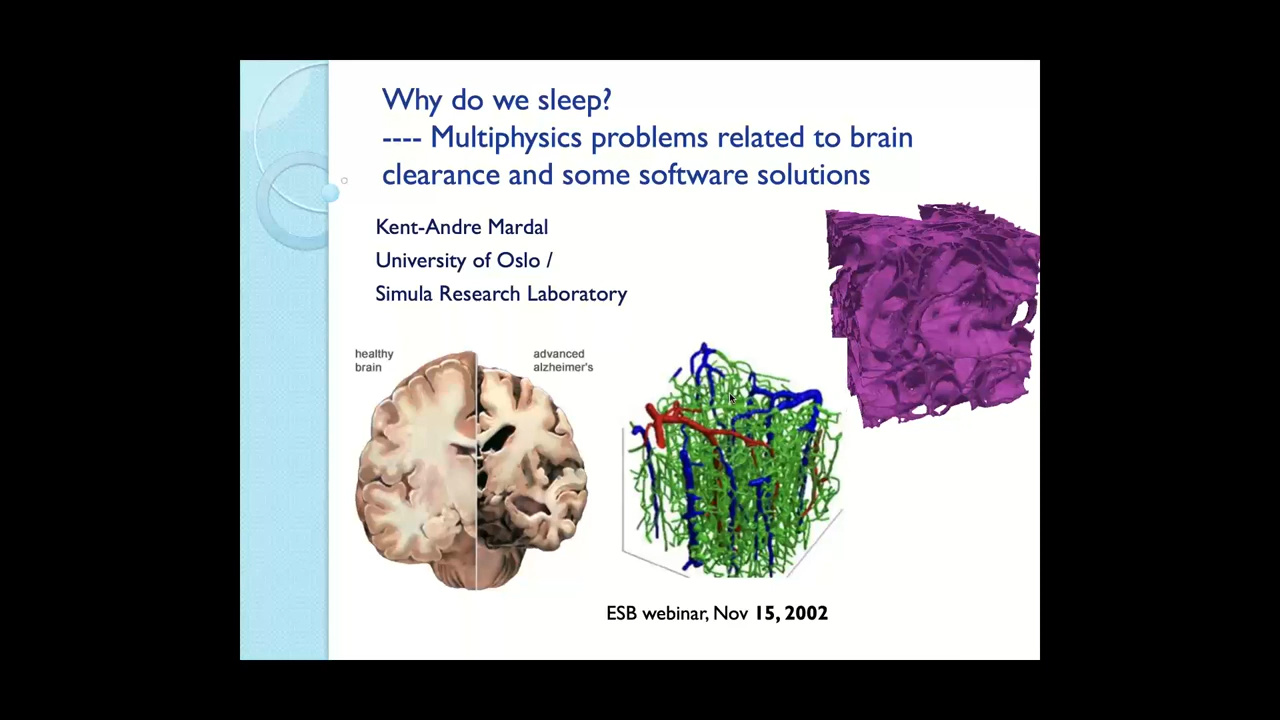 Why do we sleep?
---- Multiphysics problems related to brain
clearance and some software solutions
Kent-Andre Mardal
University of Oslo /
Simula Research Laboratory
healthy
brain
advanced
alzheimer's
ESB webinar, Nov 15, 2002